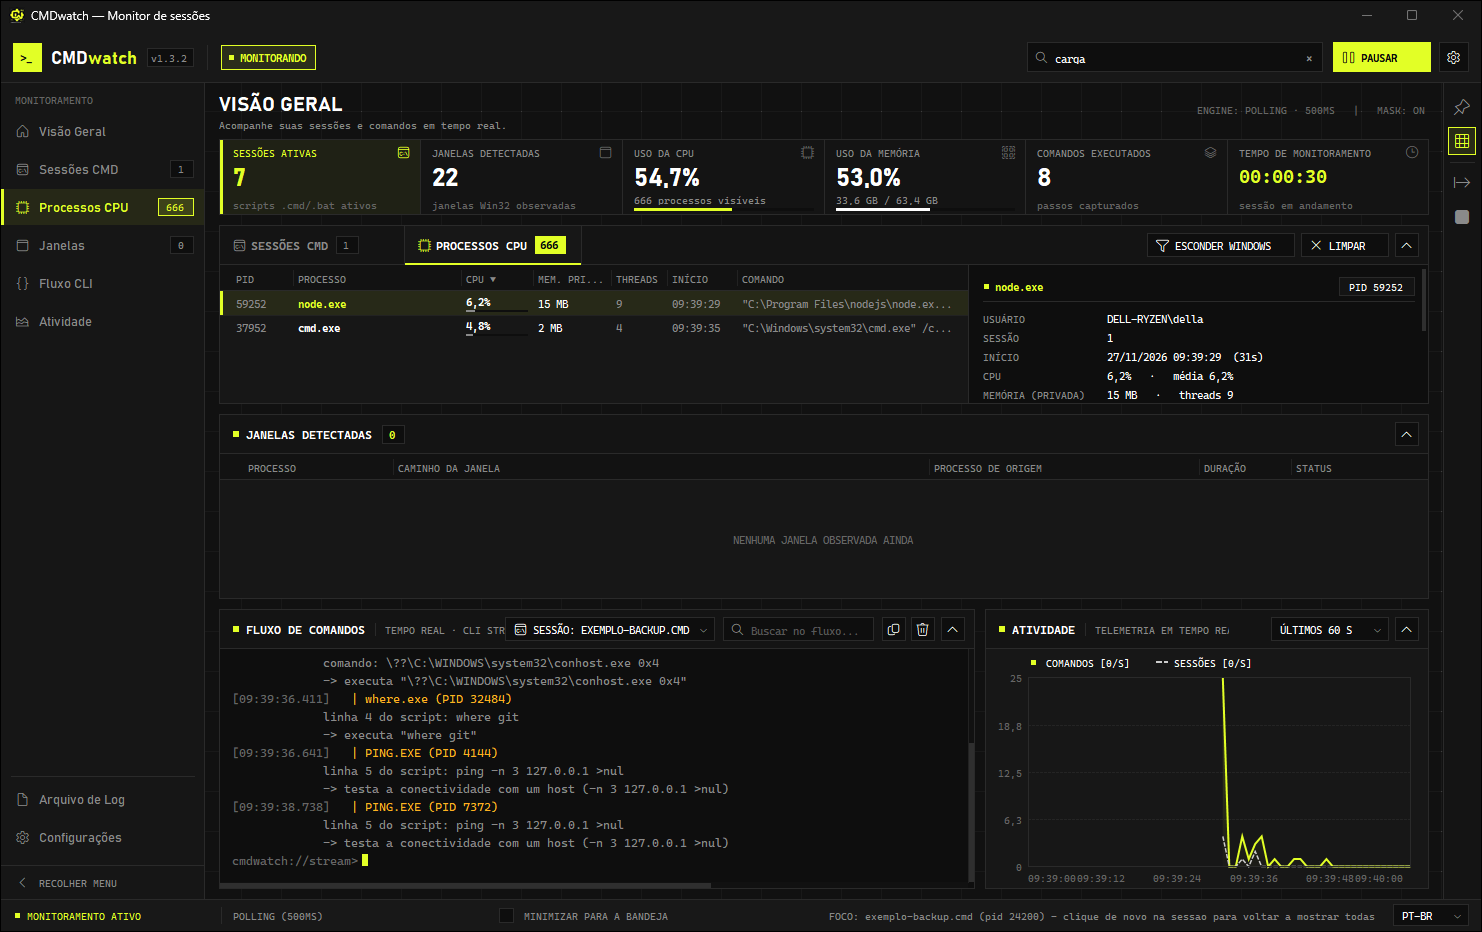 CMDwatch — Monitor de sessões
>_ CMDwatch v1.3.2 MONITORANDO carga × PAUSAR
MONITORAMENTO
Visão Geral
Sessões CMD 1
Processos CPU 666
Janelas 0
Fluxo CLI
Atividade
Arquivo de Log
Configurações
RECOLHER MENU
VISÃO GERAL
Acompanhe suas sessões e comandos em tempo real.
ENGINE: POLLING · 500MS | MASK: ON
SESSÕES ATIVAS
7
scripts .cmd/.bat ativos
JANELAS DETECTADAS
22
janelas Win32 observadas
USO DA CPU
54,7%
666 processos visíveis
USO DA MEMÓRIA
53,0%
33,6 GB / 63,4 GB
COMANDOS EXECUTADOS
8
passos capturados
TEMPO DE MONITORAMENTO
00:00:30
sessão em andamento
SESSÕES CMD 1 PROCESSOS CPU 666 ESCONDER WINDOWS LIMPAR
PID PROCESSO CPU ▼ MEM. PRI... THREADS INÍCIO COMANDO
59252 node.exe 6,2% 15 MB 9 09:39:29 "C:\Program Files\nodejs\node.ex...
37952 cmd.exe 4,8% 2 MB 4 09:39:35 "C:\Windows\system32\cmd.exe" /c...
node.exe PID 59252
USUÁRIO DELL-RYZEN\della
SESSÃO 1
INÍCIO 27/11/2026 09:39:29 (31s)
CPU 6,2% · média 6,2%
MEMÓRIA (PRIVADA) 15 MB · threads 9
JANELAS DETECTADAS 0
PROCESSO CAMINHO DA JANELA PROCESSO DE ORIGEM DURAÇÃO STATUS
NENHUMA JANELA OBSERVADA AINDA
FLUXO DE COMANDOS TEMPO REAL · CLI STR SESSÃO: EXEMPLO-BACKUP.CMD Buscar no fluxo...
comando: \??\C:\WINDOWS\system32\conhost.exe 0x4
-> executa "\??\C:\WINDOWS\system32\conhost.exe 0x4"
[09:39:36.411] | where.exe (PID 32484)
linha 4 do script: where git
-> executa "where git"
[09:39:36.641] | PING.EXE (PID 4144)
linha 5 do script: ping -n 3 127.0.0.1 >nul
-> testa a conectividade com um host (-n 3 127.0.0.1 >nul)
[09:39:38.738] | PING.EXE (PID 7372)
linha 5 do script: ping -n 3 127.0.0.1 >nul
-> testa a conectividade com um host (-n 3 127.0.0.1 >nul)
cmdwatch://stream>
ATIVIDADE TELEMETRIA EM TEMPO RE ÚLTIMOS 60 S
COMANDOS [0/S] SESSÕES [0/S]
25
18,8
12,5
6,3
0
09:39:00 09:39:12 09:39:24 09:39:36 09:39:48 09:40:00
MONITORAMENTO ATIVO POLLING (500MS) MINIMIZAR PARA A BANDEJA FOCO: exemplo-backup.cmd (pid 24200) - clique de novo na sessao para voltar a mostrar todas PT-BR